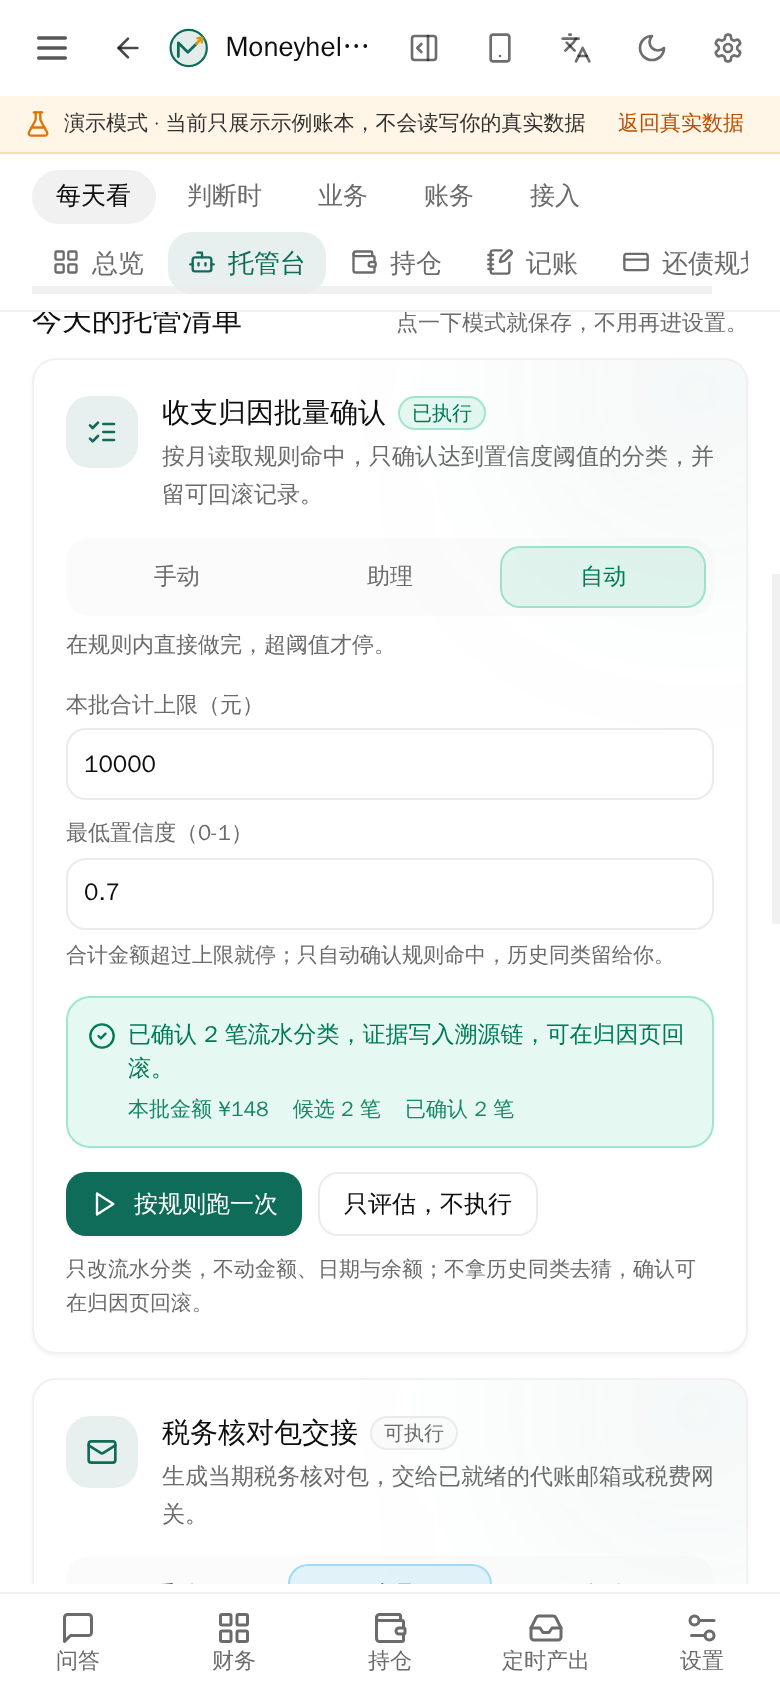 Moneyhel···
演示模式 · 当前只展示示例账本，不会读写你的真实数据
返回真实数据
每天看
判断时
业务
账务
接入
总览
托管台
持仓
记账
还债规
今天的托管清单
点一下模式就保存，不用再进设置。
收支归因批量确认
已执行
按月读取规则命中，只确认达到置信度阈值的分类，并
留可回滚记录。
手动
助理
自动
在规则内直接做完，超阈值才停。
本批合计上限（元）
10000
最低置信度（0-1）
0.7
合计金额超过上限就停；只自动确认规则命中，历史同类留给你。
已确认 2 笔流水分类，证据写入溯源链，可在归因页回
滚。
本批金额 ¥148 候选 2 笔 已确认 2 笔
按规则跑一次
只评估，不执行
只改流水分类，不动金额、日期与余额；不拿历史同类去猜，确认可
在归因页回滚。
税务核对包交接
可执行
生成当期税务核对包，交给已就绪的代账邮箱或税费网
关。
问答
财务
持仓
定时产出
设置